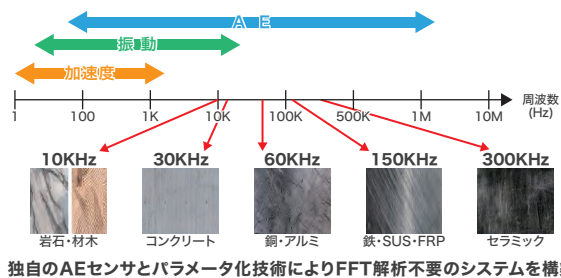 AE
振動
加速度
1 100 1K 10K 100K 500K 1M 10M 周波数
(Hz)
10KHz 30KHz 60KHz 150KHz 300KHz
岩石・材木 コンクリート 銅・アルミ 鉄・SUS・FRP セラミック
独自のAEセンサとパラメータ化技術によりFFT解析不要のシステムを構